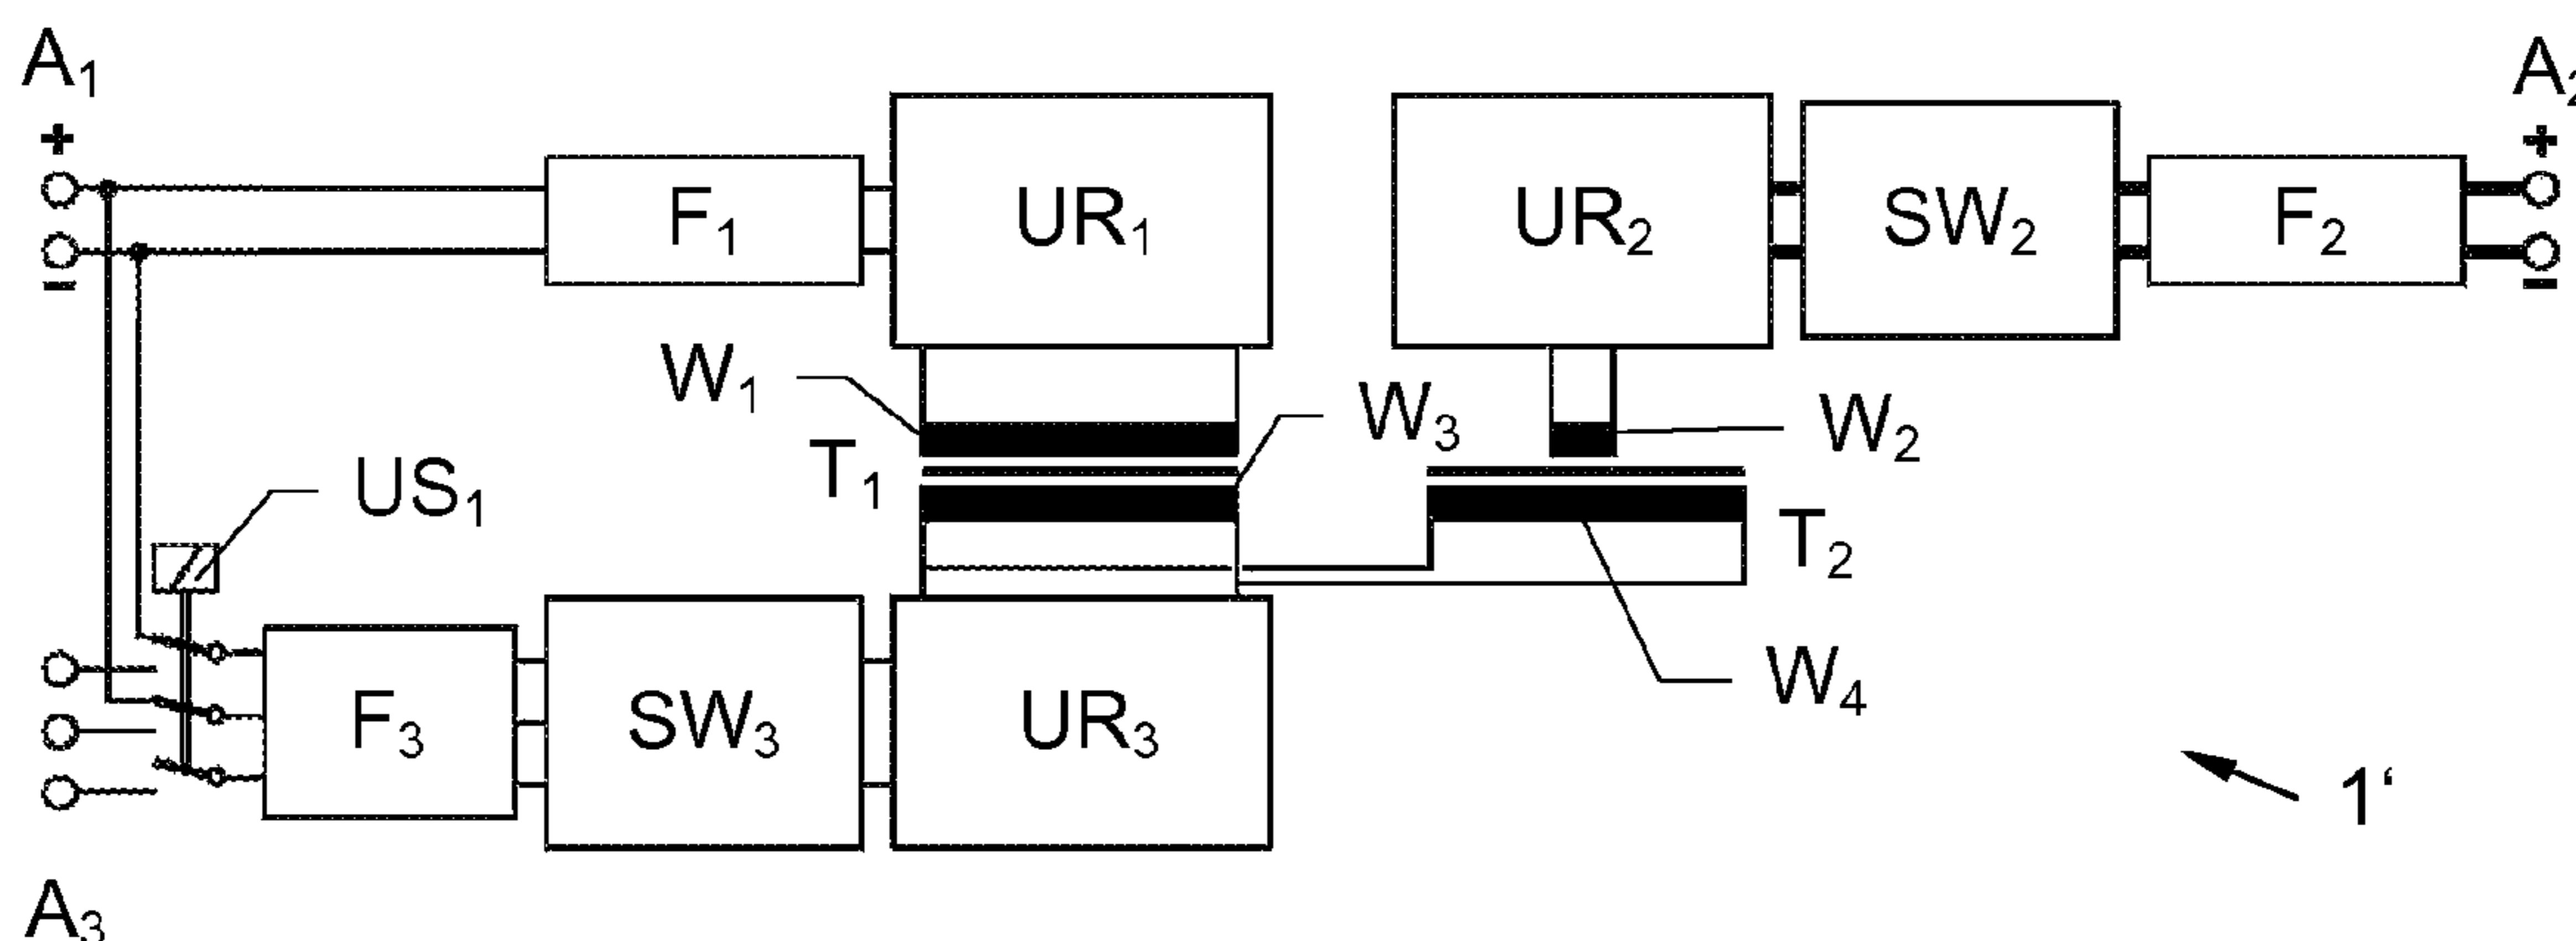 A₁
A₂
+
+
F₁
UR₁
UR₂
SW₂
F₂
−
−
W₁
W₃
W₂
T₁
US₁
T₂
W₄
F₃
SW₃
UR₃
1‘
A₃